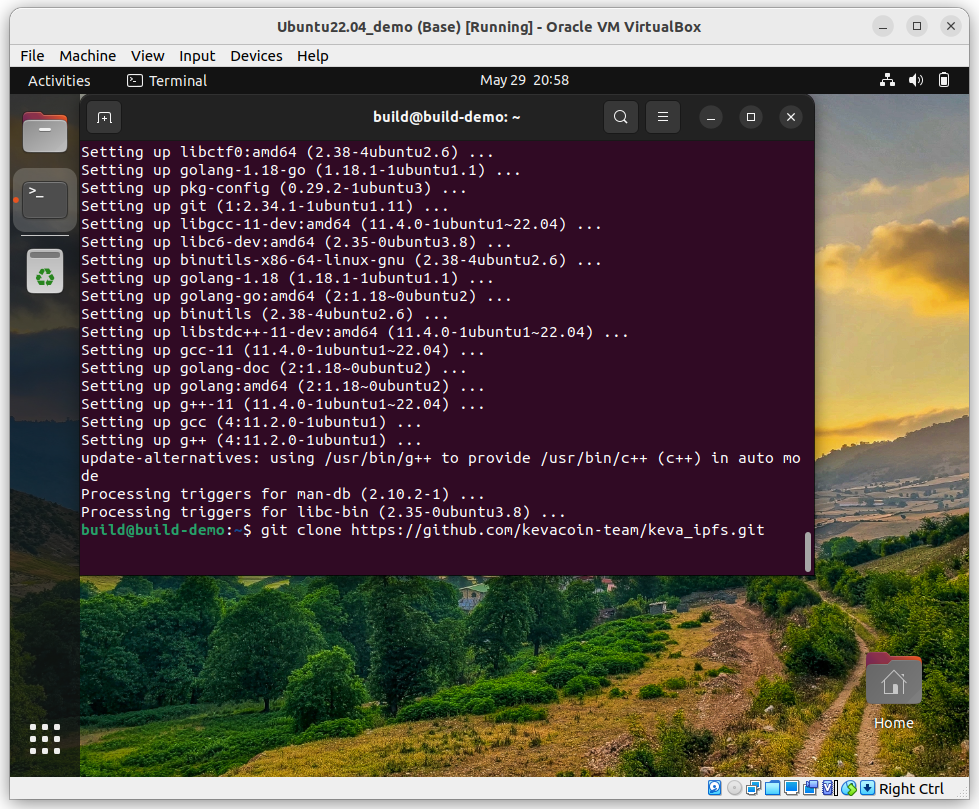 Ubuntu22.04_demo (Base) [Running] - Oracle VM VirtualBox
File Machine View Input Devices Help
Activities Terminal May 29 20:58
build@build-demo: ~
Setting up libctf0:amd64 (2.38-4ubuntu2.6) ...
Setting up golang-1.18-go (1.18.1-1ubuntu1.1) ...
Setting up pkg-config (0.29.2-1ubuntu3) ...
Setting up git (1:2.34.1-1ubuntu1.11) ...
Setting up libgcc-11-dev:amd64 (11.4.0-1ubuntu1~22.04) ...
Setting up libc6-dev:amd64 (2.35-0ubuntu3.8) ...
Setting up binutils-x86-64-linux-gnu (2.38-4ubuntu2.6) ...
Setting up golang-1.18 (1.18.1-1ubuntu1.1) ...
Setting up golang-go:amd64 (2:1.18~0ubuntu2) ...
Setting up binutils (2.38-4ubuntu2.6) ...
Setting up libstdc++-11-dev:amd64 (11.4.0-1ubuntu1~22.04) ...
Setting up gcc-11 (11.4.0-1ubuntu1~22.04) ...
Setting up golang-doc (2:1.18~0ubuntu2) ...
Setting up golang:amd64 (2:1.18~0ubuntu2) ...
Setting up g++-11 (11.4.0-1ubuntu1~22.04) ...
Setting up gcc (4:11.2.0-1ubuntu1) ...
Setting up g++ (4:11.2.0-1ubuntu1) ...
update-alternatives: using /usr/bin/g++ to provide /usr/bin/c++ (c++) in auto mo
de
Processing triggers for man-db (2.10.2-1) ...
Processing triggers for libc-bin (2.35-0ubuntu3.8) ...
build@build-demo:~$ git clone https://github.com/kevacoin-team/keva_ipfs.git
Home
Right Ctrl